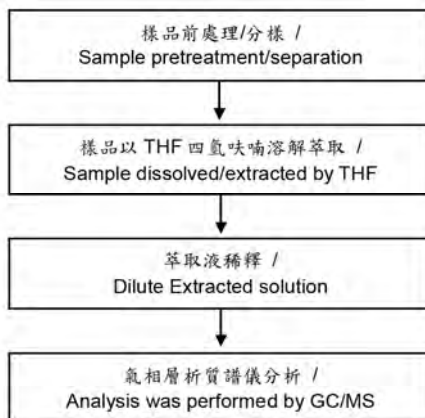 樣品前處理/分樣 /
Sample pretreatment/separation
樣品以 THF 四氫呋喃溶解萃取 /
Sample dissolved/extracted by THF
萃取液稀釋 /
Dilute Extracted solution
氣相層析質譜儀分析 /
Analysis was performed by GC/MS